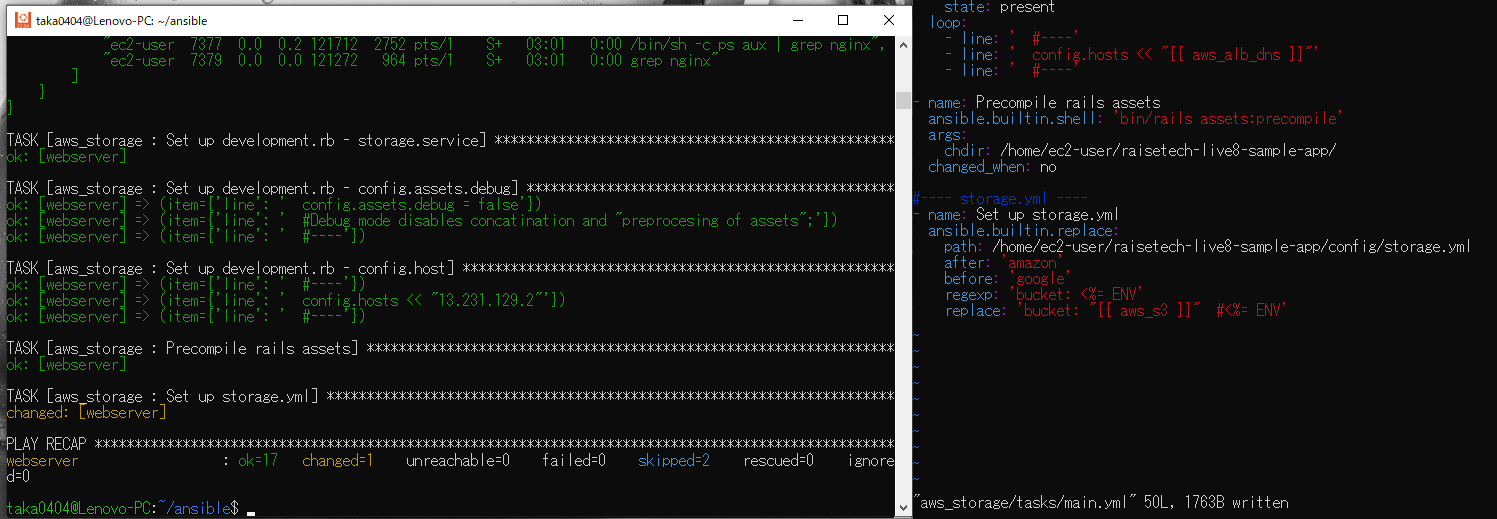 taka0404@Lenovo-PC: ~/ansible
"ec2-user  7377  0.0  0.2 121712  2752 pts/1    S+   03:01   0:00 /bin/sh -c ps aux | grep nginx",
"ec2-user  7379  0.0  0.0 121272   964 pts/1    S+   03:01   0:00 grep nginx"
]
}
}
TASK [aws_storage : Set up development.rb - storage.service] **************************************************
ok: [webserver]
TASK [aws_storage : Set up development.rb - config.assets.debug] **********************************************
ok: [webserver] => (item={'line': '  config.assets.debug = false'})
ok: [webserver] => (item={'line': '  #Debug mode disables concatination and "preprocesing of assets";'})
ok: [webserver] => (item={'line': '  #----'})
TASK [aws_storage : Set up development.rb - config.host] ******************************************************
ok: [webserver] => (item={'line': '  #----'})
ok: [webserver] => (item={'line': '  config.hosts << "13.231.129.2"'})
ok: [webserver] => (item={'line': '  #----'})
TASK [aws_storage : Precompile rails assets] ******************************************************************
ok: [webserver]
TASK [aws_storage : Set up storage.yml] ***********************************************************************
changed: [webserver]
PLAY RECAP ****************************************************************************************************
webserver                  : ok=17   changed=1    unreachable=0    failed=0    skipped=2    rescued=0    ignore
d=0
taka0404@Lenovo-PC:~/ansible$
state: present
loop:
- line: '  #----'
- line: '  config.hosts << "[[ aws_alb_dns ]]"'
- line: '  #----'
- name: Precompile rails assets
ansible.builtin.shell: 'bin/rails assets:precompile'
args:
chdir: /home/ec2-user/raisetech-live8-sample-app/
changed_when: no
#---- storage.yml ----
- name: Set up storage.yml
ansible.builtin.replace:
path: /home/ec2-user/raisetech-live8-sample-app/config/storage.yml
after: 'amazon'
before: 'google'
regexp: 'bucket: <%= ENV'
replace: 'bucket: "[[ aws_s3 ]]"  #<%= ENV'
~
~
~
~
~
~
~
~
~
"aws_storage/tasks/main.yml" 50L, 1763B written